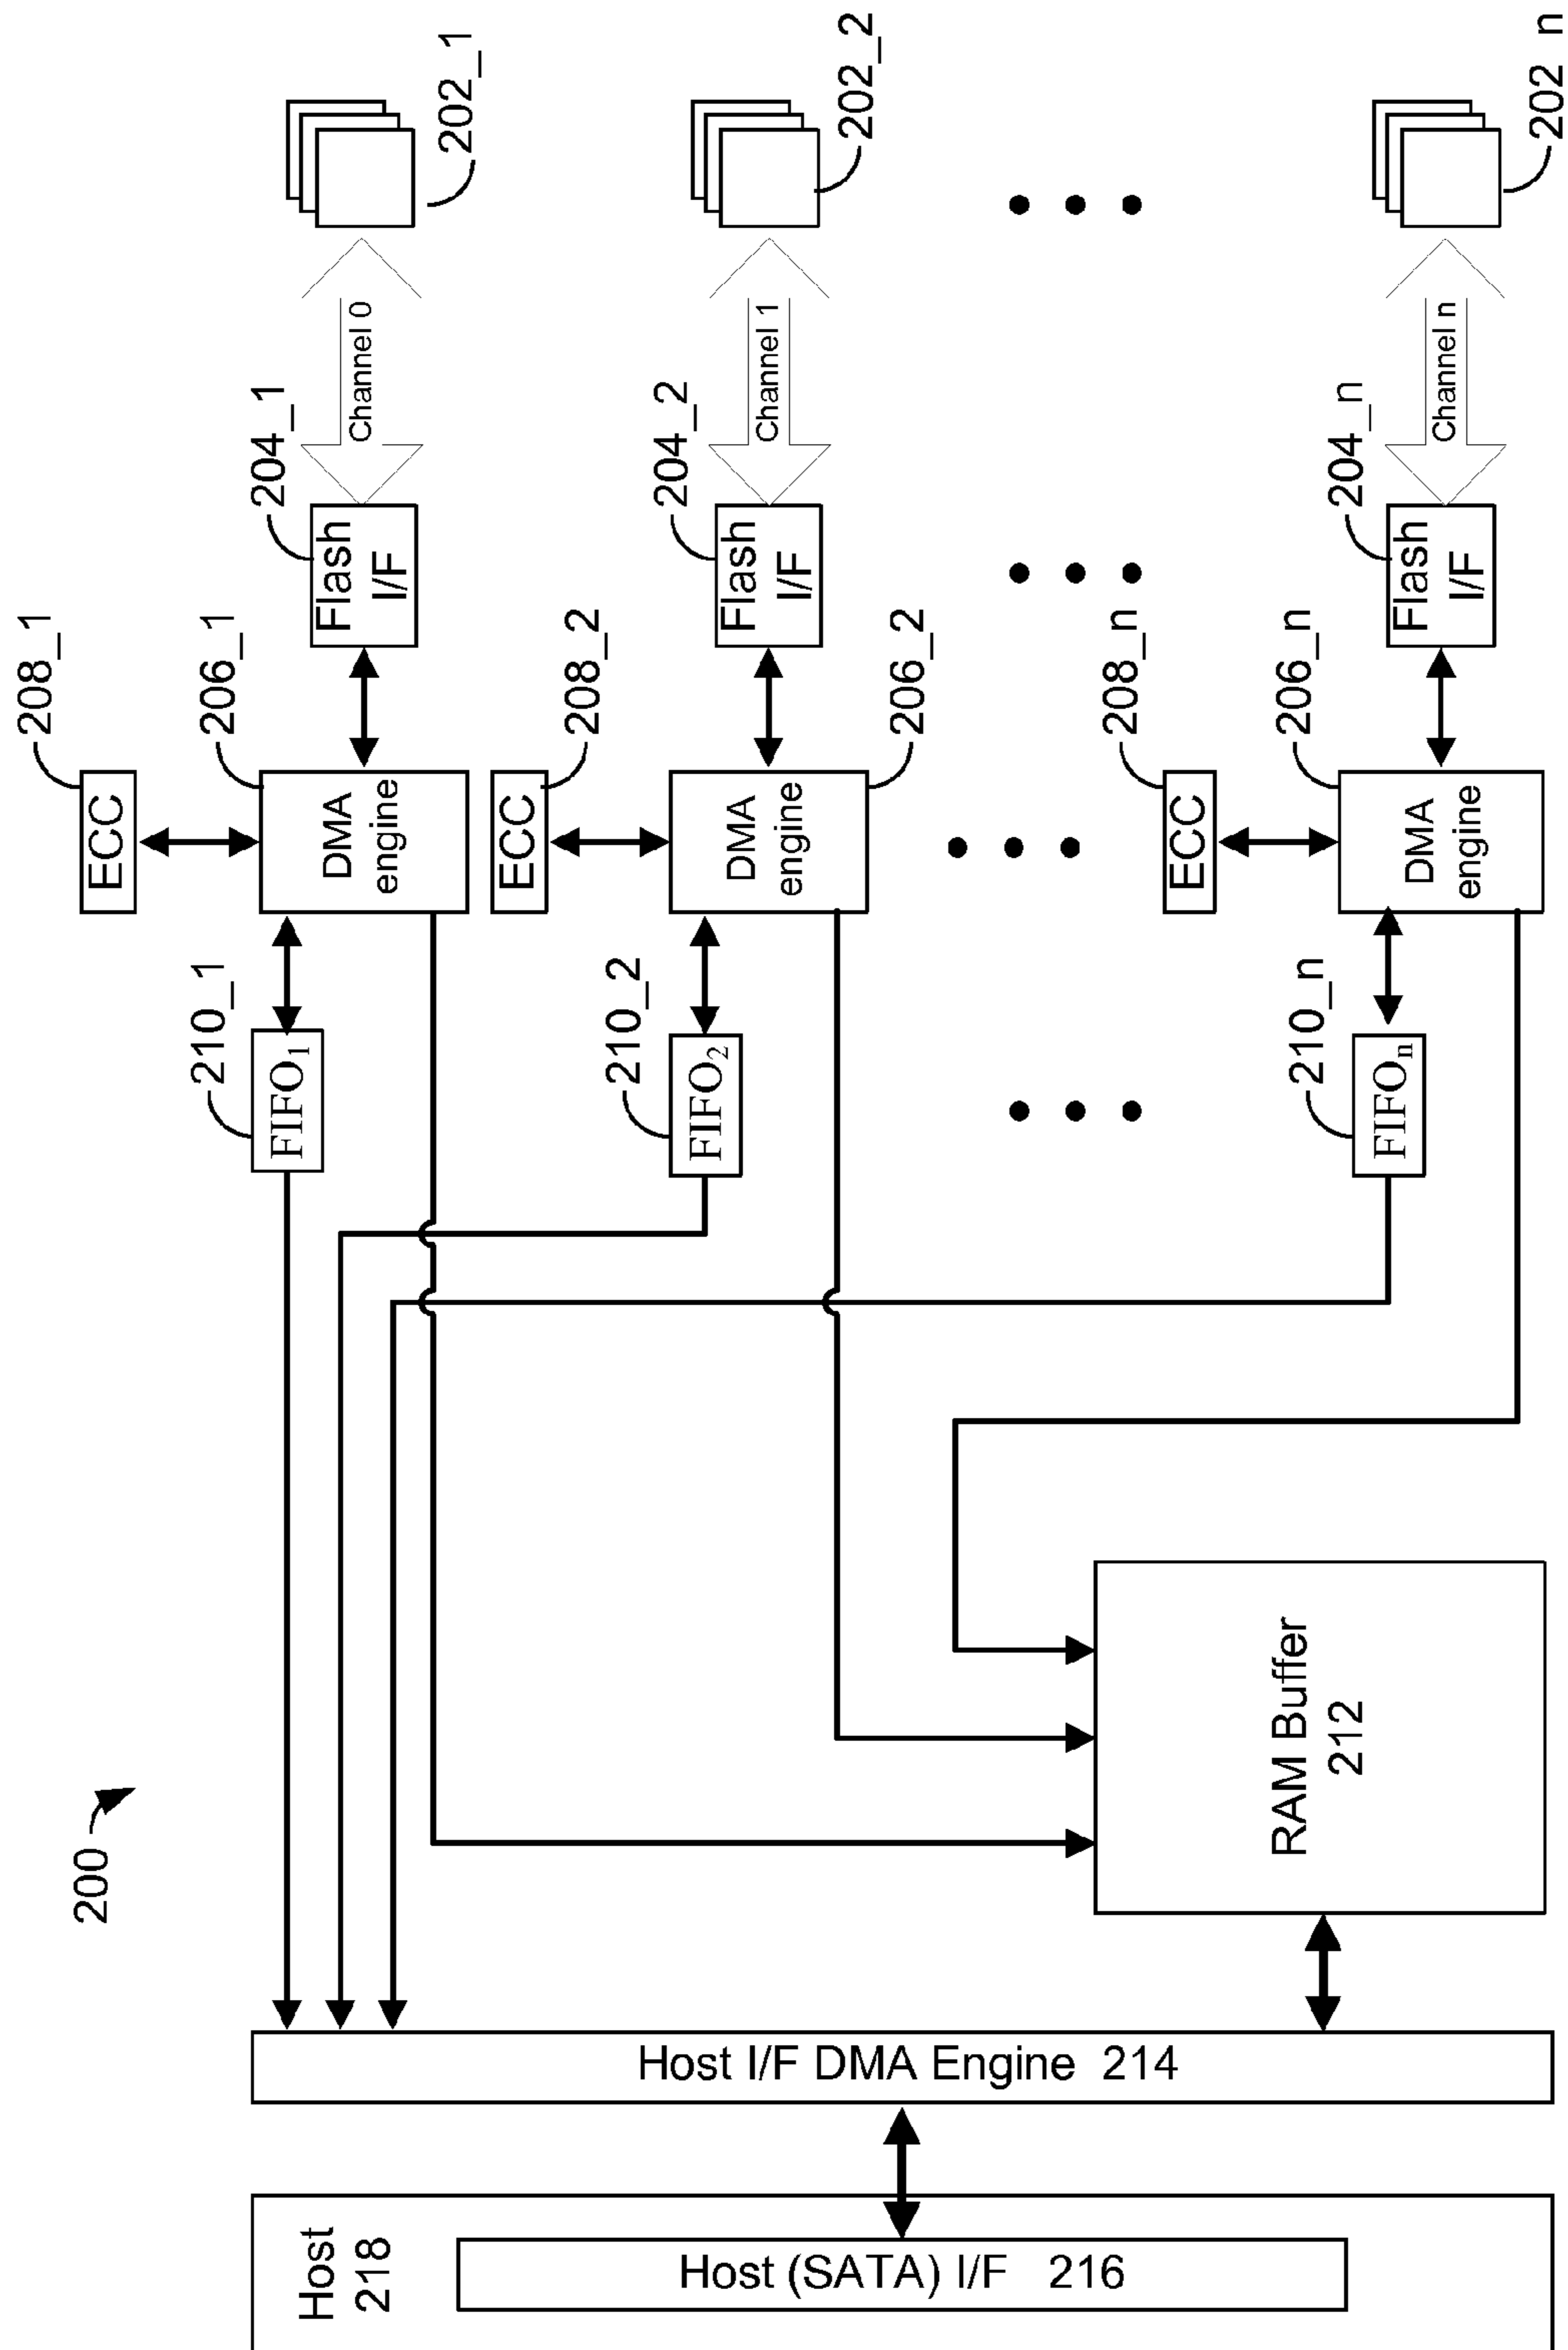 200
208_1
ECC
206_1
DMA
engine
210_1
FIFO1
204_1
Flash
I/F
Channel 0
202_1
208_2
ECC
206_2
DMA
engine
210_2
FIFO2
204_2
Flash
I/F
Channel 1
202_2
208_n
ECC
206_n
DMA
engine
210_n
FIFOn
204_n
Flash
I/F
Channel n
202_n
RAM Buffer
212
Host I/F DMA Engine 214
Host
218
Host (SATA) I/F 216